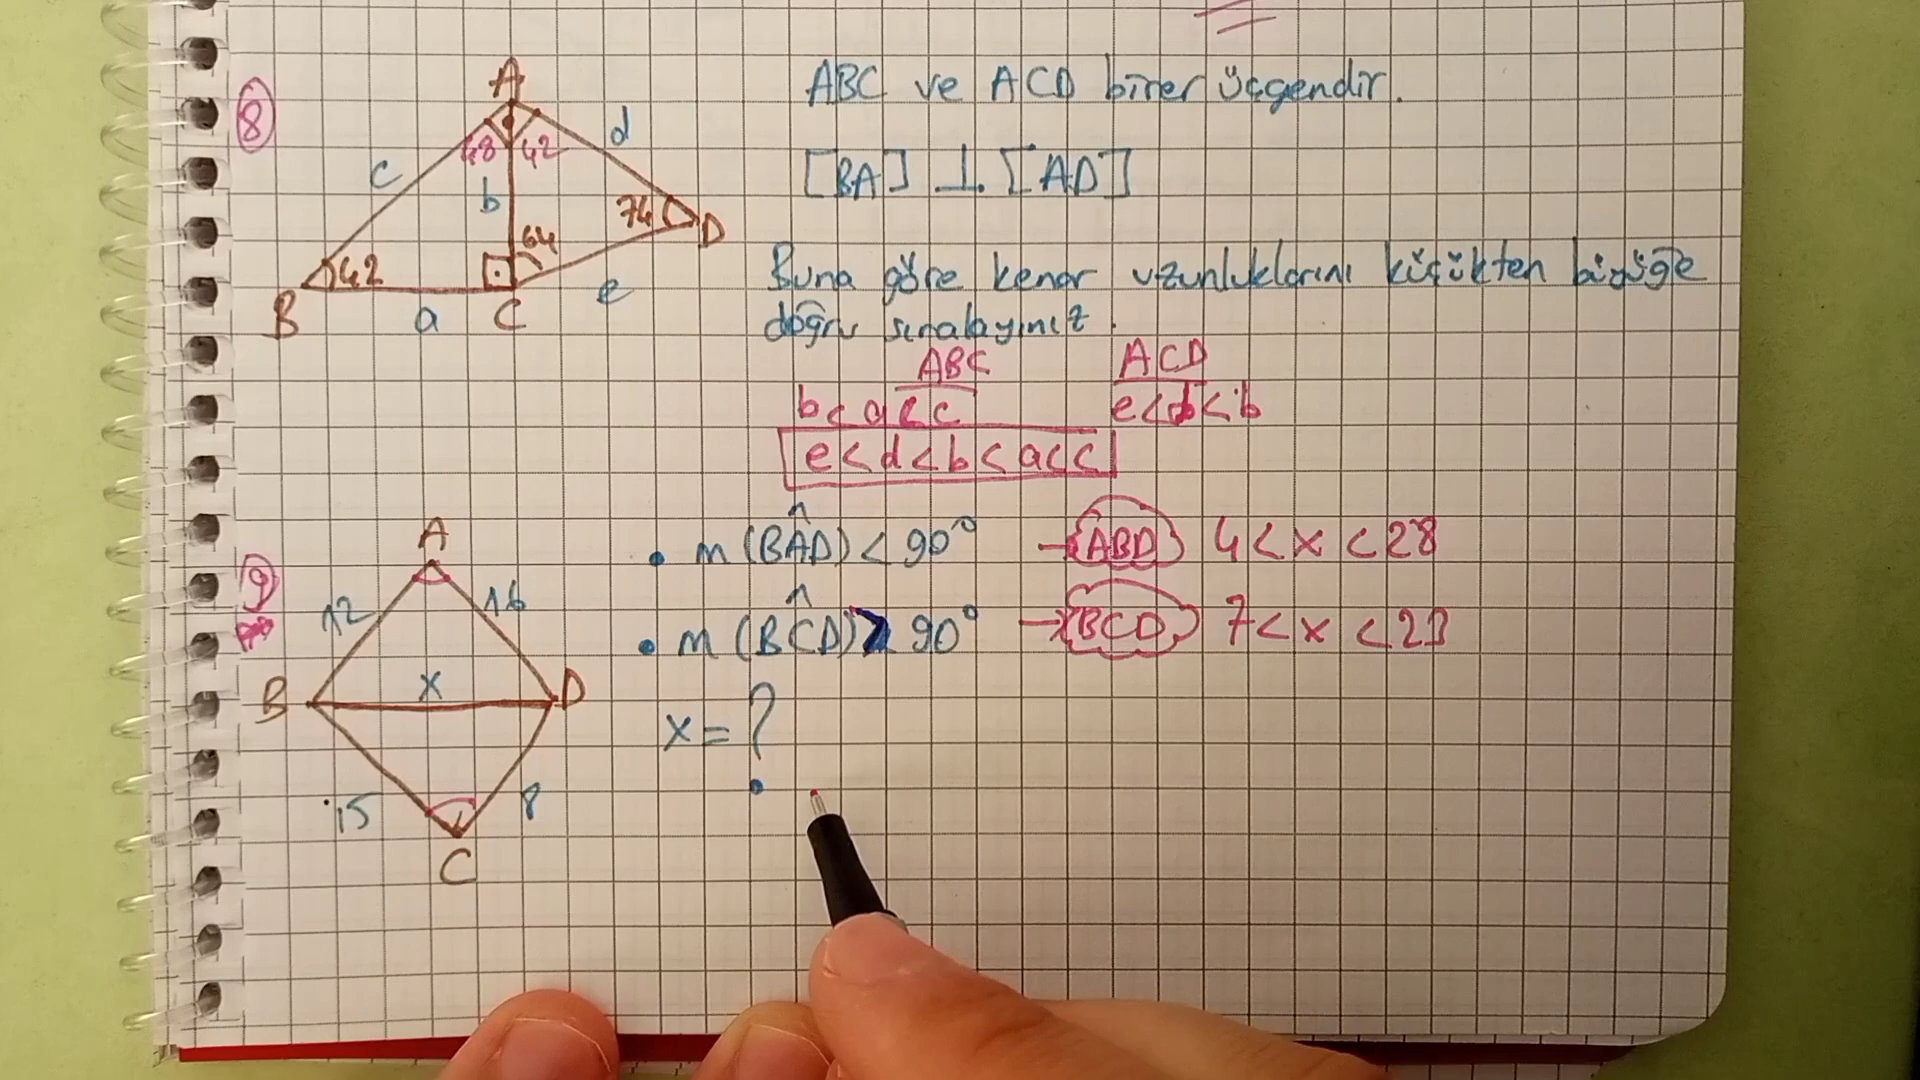 8
A
48 42
c
d
b
74
D
64
42
B
a
C
e
ABC ve ACD birer üçgendir.
[BA] ⊥ [AD]
Buna göre kenar uzunluklarını küçükten büyüğe
doğru sıralayınız.
ABC ACD
b<a<c e<d<b
e<d<b<a<c
9
A
12
16
B
x
D
15
8
C
• m(BÂD) < 90° → ABD 4<x<28
• m(BĈD) > 90° → BCD 7<x<23
x = ?